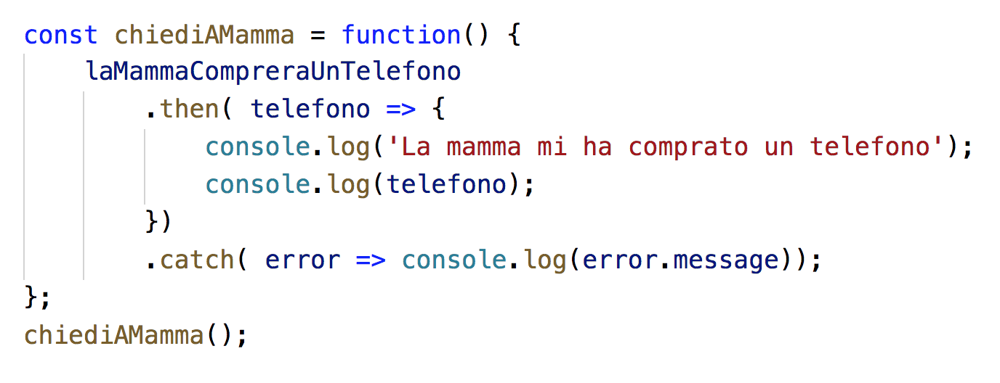 const chiediAMamma = function() {
laMammaCompreraUnTelefono
.then( telefono => {
console.log('La mamma mi ha comprato un telefono');
console.log(telefono);
})
.catch( error => console.log(error.message));
};
chiediAMamma();